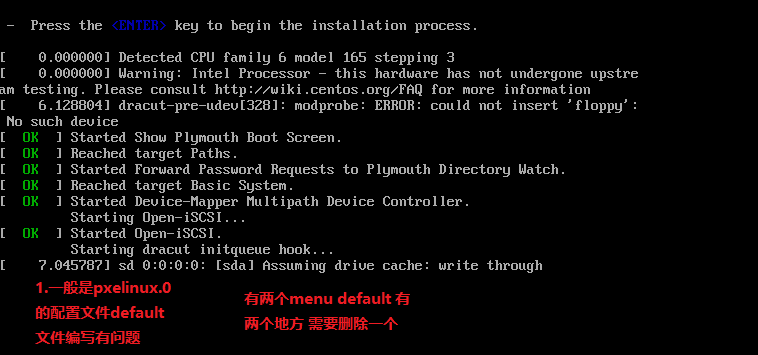 -  Press the <ENTER> key to begin the installation process.
[    0.000000] Detected CPU family 6 model 165 stepping 3
[    0.000000] Warning: Intel Processor - this hardware has not undergone upstre
am testing. Please consult http://wiki.centos.org/FAQ for more information
[    6.128804] dracut-pre-udev[328]: modprobe: ERROR: could not insert 'floppy':
 No such device
[  OK  ] Started Show Plymouth Boot Screen.
[  OK  ] Reached target Paths.
[  OK  ] Started Forward Password Requests to Plymouth Directory Watch.
[  OK  ] Reached target Basic System.
[  OK  ] Started Device-Mapper Multipath Device Controller.
         Starting Open-iSCSI...
[  OK  ] Started Open-iSCSI.
         Starting dracut initqueue hook...
[    7.045787] sd 0:0:0:0: [sda] Assuming drive cache: write through
1.一般是pxelinux.0
的配置文件default
文件编写有问题
有两个menu default 有
两个地方 需要删除一个